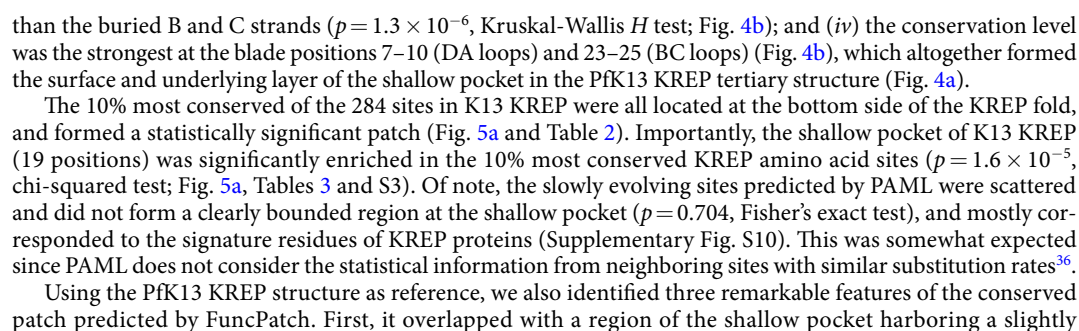 than the buried B and C strands (p = 1.3 × 10⁻⁶, Kruskal-Wallis H test; Fig. 4b); and (iv) the conservation level
was the strongest at the blade positions 7–10 (DA loops) and 23–25 (BC loops) (Fig. 4b), which altogether formed
the surface and underlying layer of the shallow pocket in the PfK13 KREP tertiary structure (Fig. 4a).
The 10% most conserved of the 284 sites in K13 KREP were all located at the bottom side of the KREP fold,
and formed a statistically significant patch (Fig. 5a and Table 2). Importantly, the shallow pocket of K13 KREP
(19 positions) was significantly enriched in the 10% most conserved KREP amino acid sites (p = 1.6 × 10⁻⁵,
chi-squared test; Fig. 5a, Tables 3 and S3). Of note, the slowly evolving sites predicted by PAML were scattered
and did not form a clearly bounded region at the shallow pocket (p = 0.704, Fisher's exact test), and mostly cor-
responded to the signature residues of KREP proteins (Supplementary Fig. S10). This was somewhat expected
since PAML does not consider the statistical information from neighboring sites with similar substitution rates³⁶.
Using the PfK13 KREP structure as reference, we also identified three remarkable features of the conserved
patch predicted by FuncPatch. First, it overlapped with a region of the shallow pocket harboring a slightly